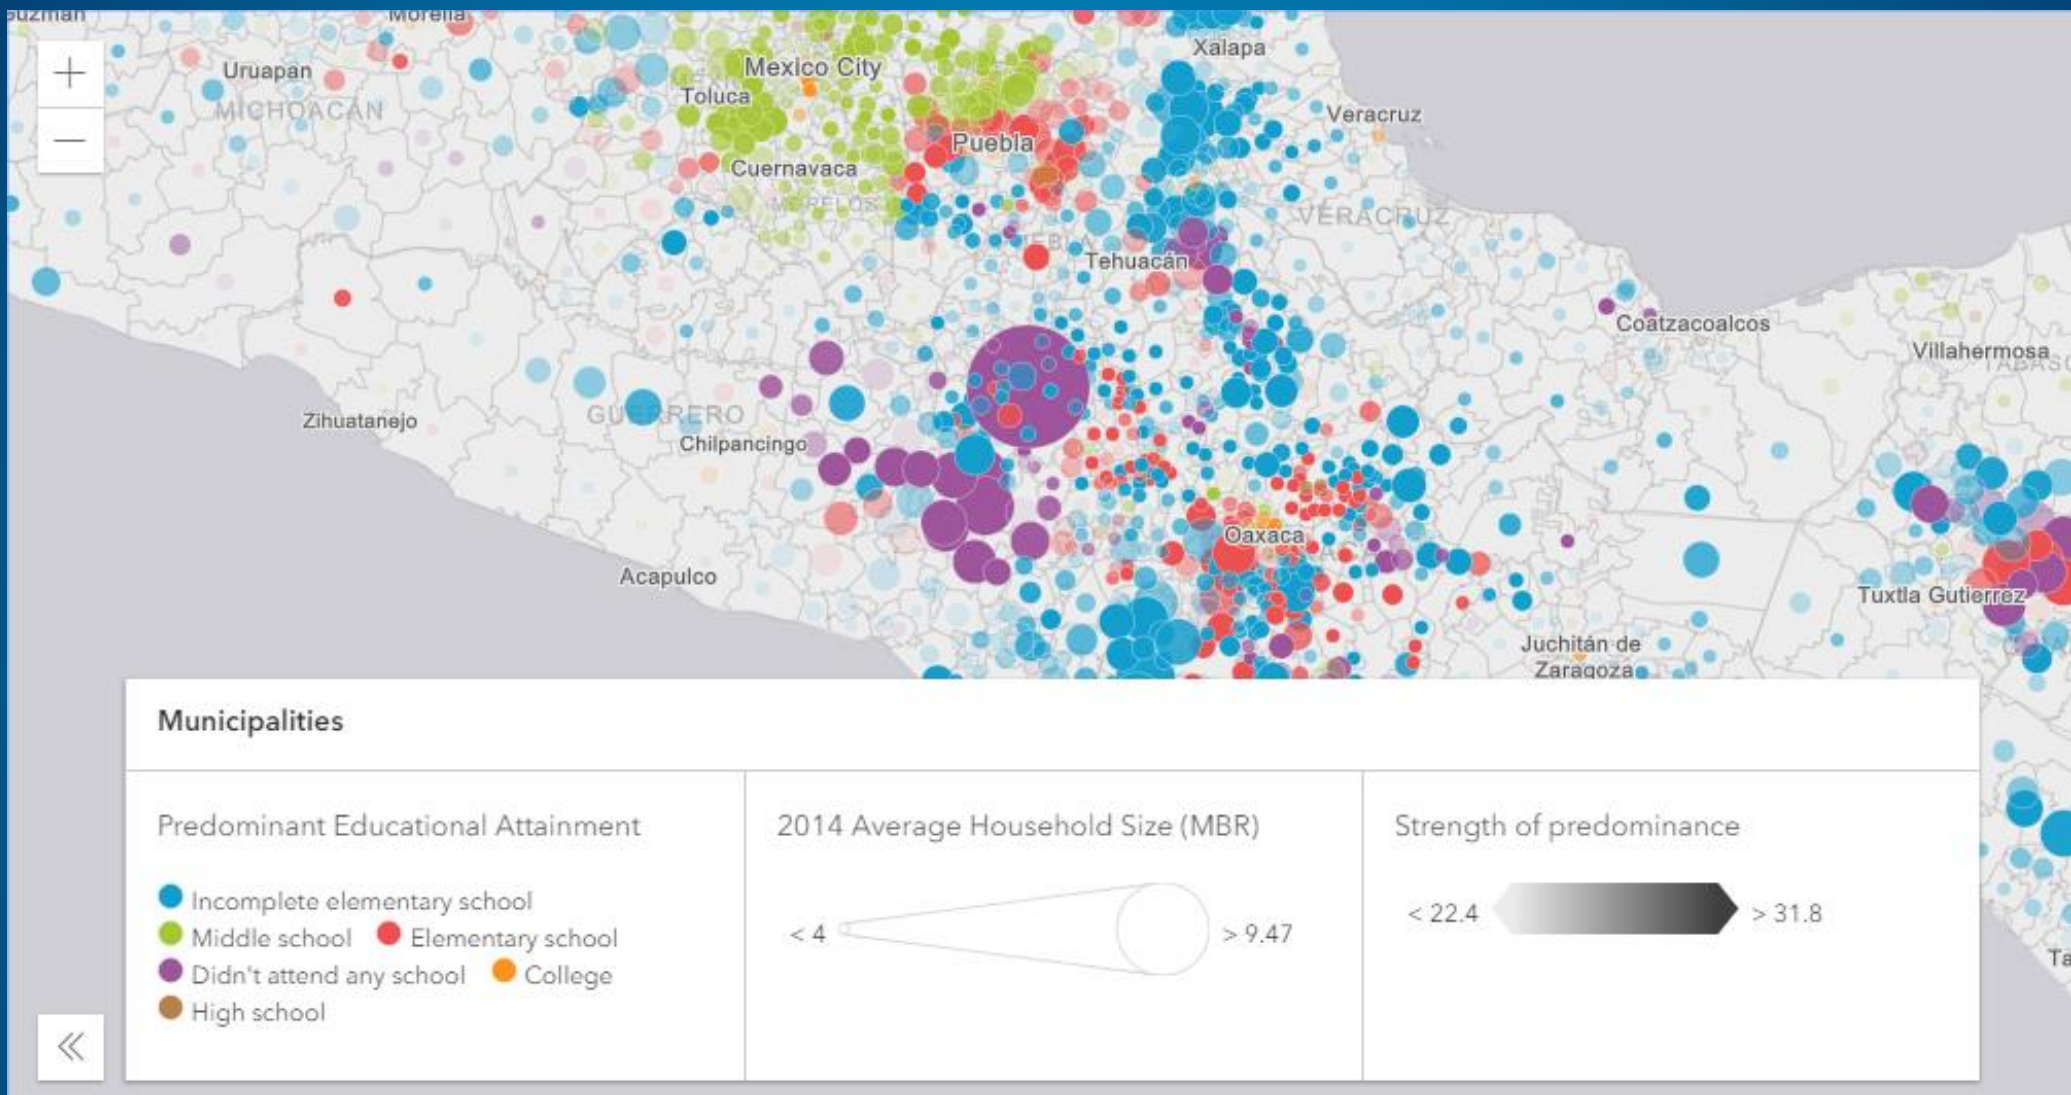 Morelia
Xalapa
Uruapan
Mexico City
Toluca
MICHOACÁN
Veracruz
Puebla
Cuernavaca
MORELOS
VERACRUZ
Tehuacán
Coatzacoalcos
Villahermosa
Zihuatanejo
GUERRERO
Chilpancingo
Oaxaca
Acapulco
Tuxtla Gutierrez
Juchitán de
Zaragoza
Municipalities
Predominant Educational Attainment
Incomplete elementary school
Middle school Elementary school
Didn't attend any school College
High school
2014 Average Household Size (MBR)
< 4 > 9.47
Strength of predominance
< 22.4 > 31.8
Ta